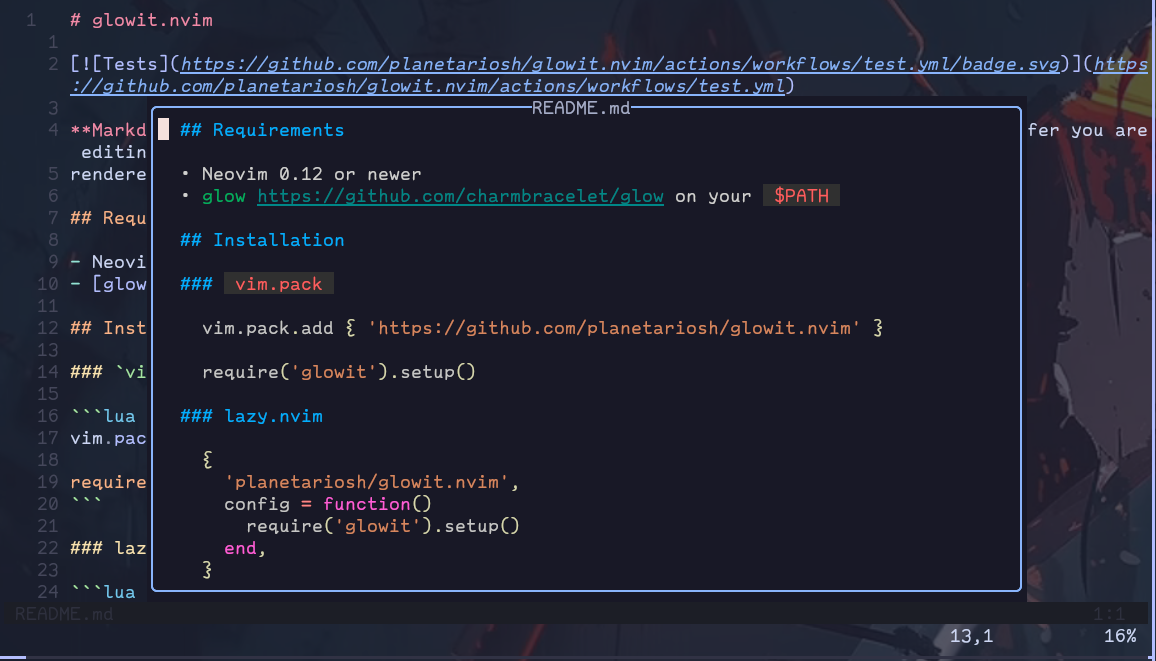 1 # glowit.nvim
1
2 [![Tests](https://github.com/planetariosh/glowit.nvim/actions/workflows/test.yml/badge.svg)](https
://github.com/planetariosh/glowit.nvim/actions/workflows/test.yml)
3
README.md
4 **Markd fer you are
editin
5 rendere
6
7 ## Requ
8
9 - Neovi
10 - [glow
11
12 ## Inst
13
14 ### `vi
15
16 ```lua
17 vim.pac
18
19 require
20 ```
21
22 ### laz
23
24 ```lua
## Requirements
• Neovim 0.12 or newer
• glow https://github.com/charmbracelet/glow on your $PATH
## Installation
### vim.pack
vim.pack.add { 'https://github.com/planetariosh/glowit.nvim' }
require('glowit').setup()
### lazy.nvim
{
'planetariosh/glowit.nvim',
config = function()
require('glowit').setup()
end,
}
README.md 1:1
13,1 16%